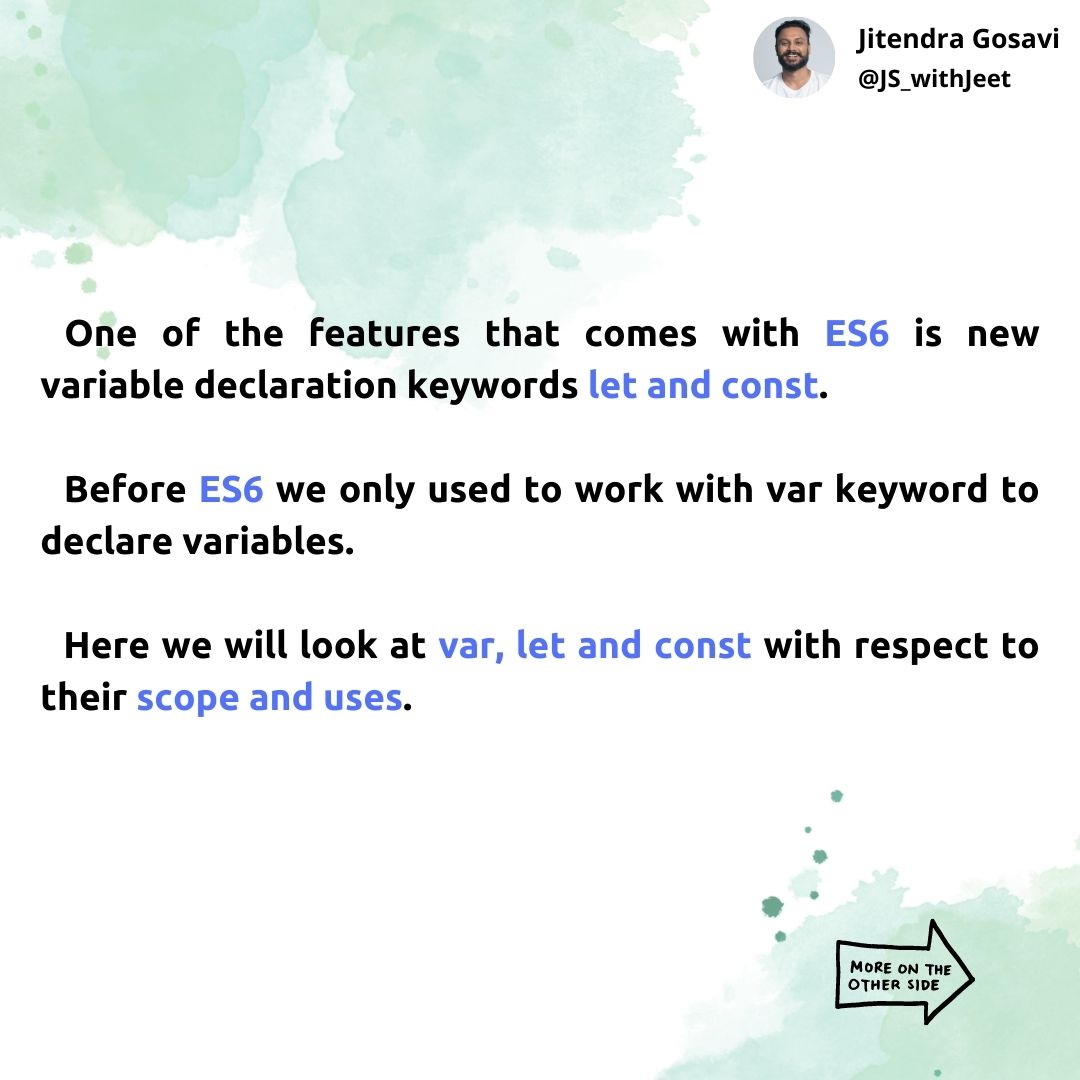 Jitendra Gosavi
@JS_withJeet
One of the features that comes with ES6 is new
variable declaration keywords let and const.
Before ES6 we only used to work with var keyword to
declare variables.
Here we will look at var, let and const with respect to
their scope and uses.
MORE ON THE
OTHER SIDE